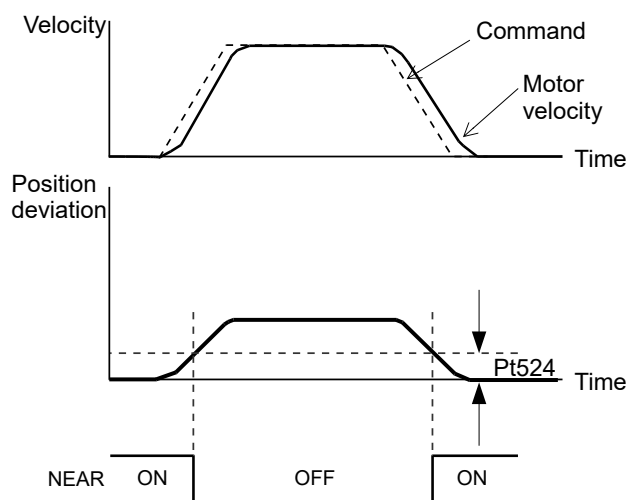 Velocity
Command
Motor
velocity
Time
Position
deviation
Pt524
Time
NEAR
ON
OFF
ON